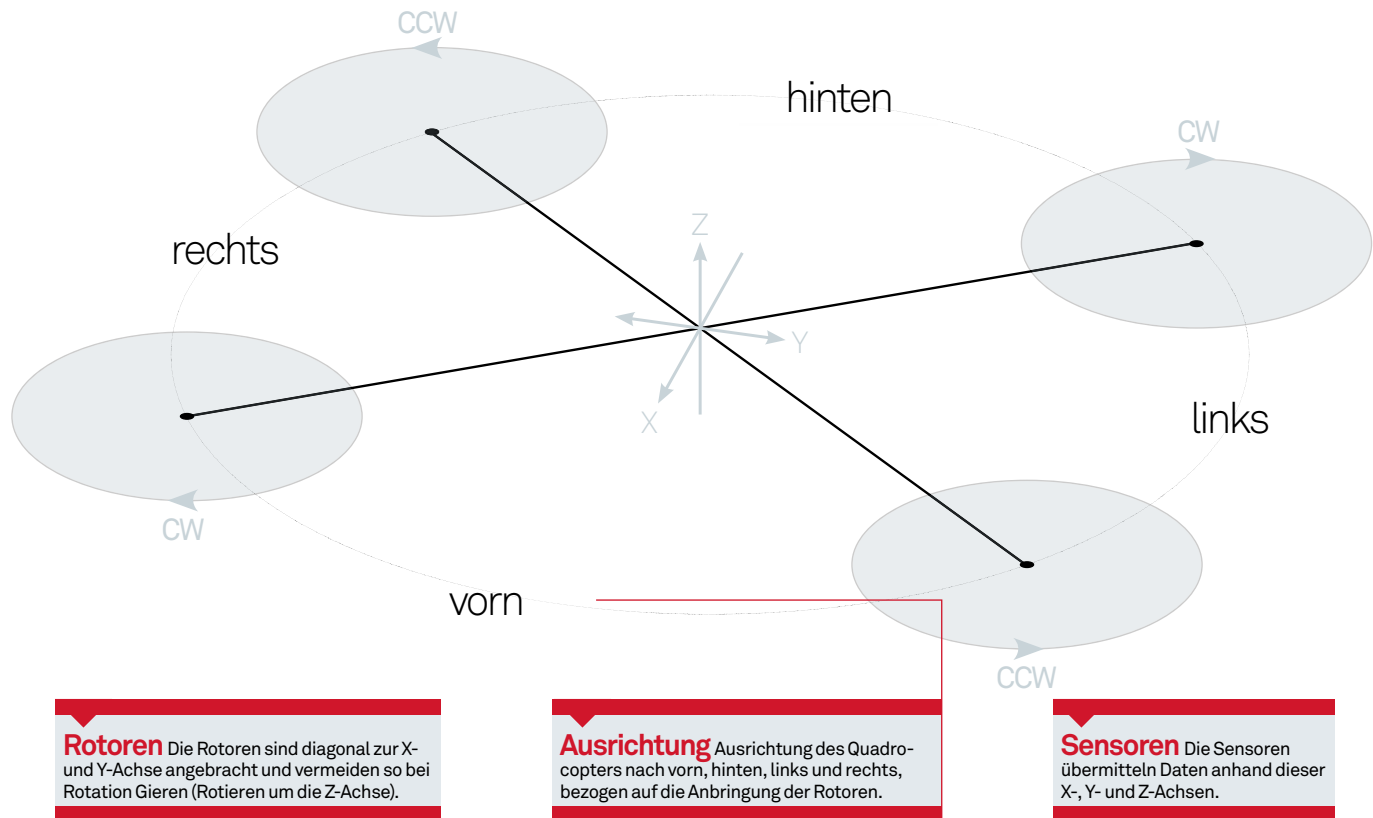 CCW
hinten
CW
Z
rechts
Y
X
links
CW
vorn
CCW
Rotoren Die Rotoren sind diagonal zur X-
und Y-Achse angebracht und vermeiden so bei
Rotation Gieren (Rotieren um die Z-Achse).
Ausrichtung Ausrichtung des Quadro-
copters nach vorn, hinten, links und rechts,
bezogen auf die Anbringung der Rotoren.
Sensoren Die Sensoren
übermitteln Daten anhand dieser
X-, Y- und Z-Achsen.